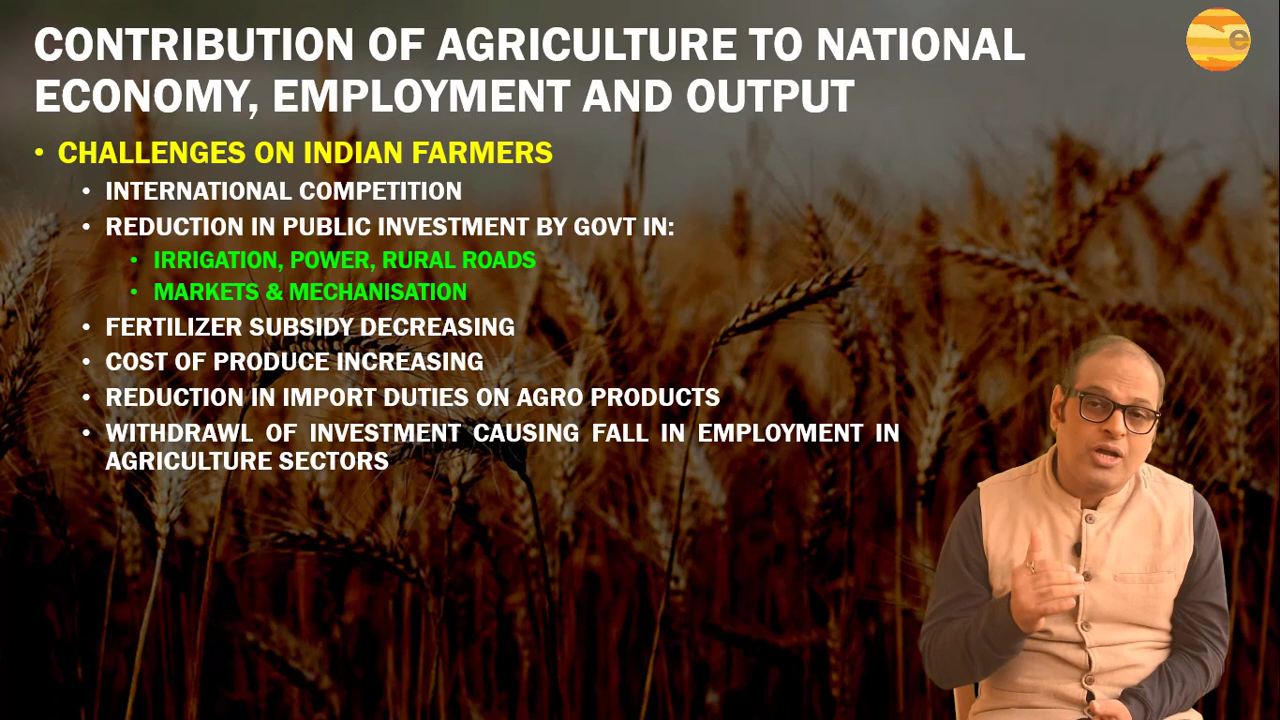 CONTRIBUTION OF AGRICULTURE TO NATIONAL
ECONOMY, EMPLOYMENT AND OUTPUT
e
• CHALLENGES ON INDIAN FARMERS
• INTERNATIONAL COMPETITION
• REDUCTION IN PUBLIC INVESTMENT BY GOVT IN:
• IRRIGATION, POWER, RURAL ROADS
• MARKETS & MECHANISATION
• FERTILIZER SUBSIDY DECREASING
• COST OF PRODUCE INCREASING
• REDUCTION IN IMPORT DUTIES ON AGRO PRODUCTS
• WITHDRAWL OF INVESTMENT CAUSING FALL IN EMPLOYMENT IN
AGRICULTURE SECTORS